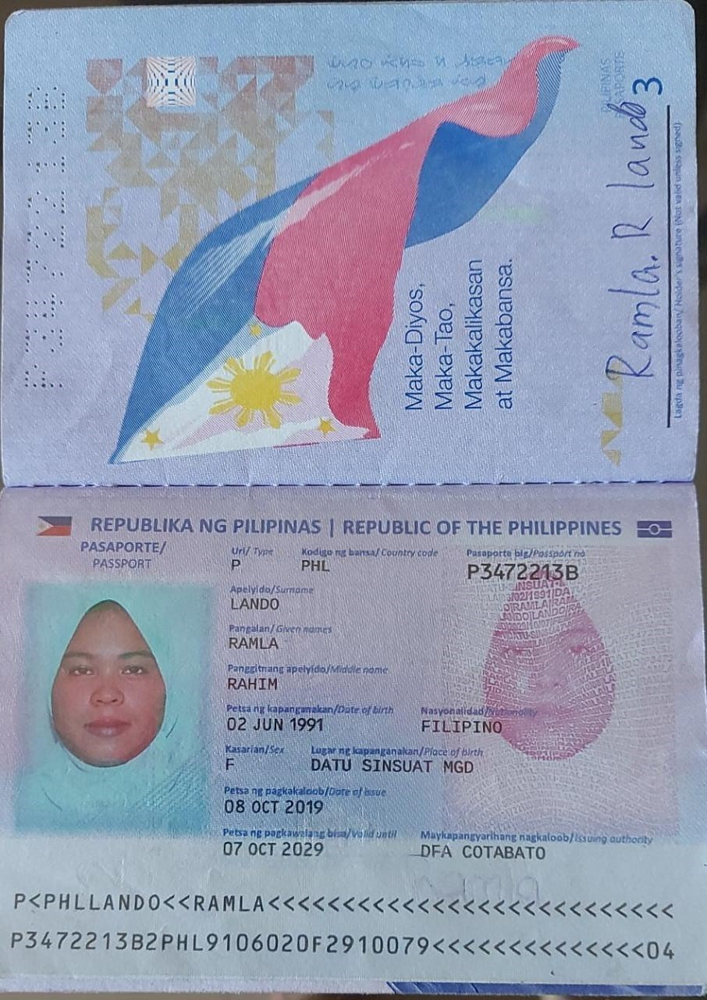 P3472213B
Maka-Diyos,
Maka-Tao,
Makakalikasan
at Makabansa.
PILIPINAS
PASAPORTE
3
Ramla. R lando
Lagda ng pinagkalooban/ Holder's signature (Not valid unless signed)
REPUBLIKA NG PILIPINAS | REPUBLIC OF THE PHILIPPINES
PASAPORTE/
PASSPORT
Uri/ Type
P
Kodigo ng bansa/ Country code
PHL
Pasaporte blg/Passport no
P3472213B
Apelyido/Surname
LANDO
Pangalan/ Given names
RAMLA
Panggitnang apelyido/Middle name
RAHIM
Petsa ng kapanganakan/Date of birth
02 JUN 1991
Nasyonalidad/Nationality
FILIPINO
Kasarian/Sex
F
Lugar ng kapanganakan/Place of birth
DATU SINSUAT MGD
Petsa ng pagkakaloob/Date of issue
08 OCT 2019
Petsa ng pagkawalang bisa/Valid until
07 OCT 2029
Maykapangyarihang nagkaloob/Issuing authority
DFA COTABATO
P<PHLLANDO<<RAMLA<<<<<<<<<<<<<<<<<<<<<<<<<<<
P3472213B2PHL9106020F2910079<<<<<<<<<<<<<<04